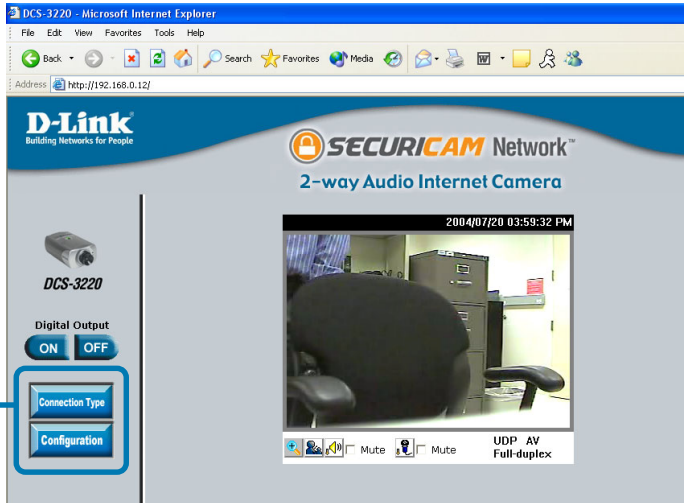 DCS-3220 - Microsoft Internet Explorer
File Edit View Favorites Tools Help
Back Search Favorites Media
Address http://192.168.0.12/
D-Link
Building Networks for People
SECURICAM Network™
2-way Audio Internet Camera
2004/07/20 03:59:32 PM
DCS-3220
Digital Output
ON OFF
Connection Type
Configuration
Mute Mute
UDP AV
Full-duplex